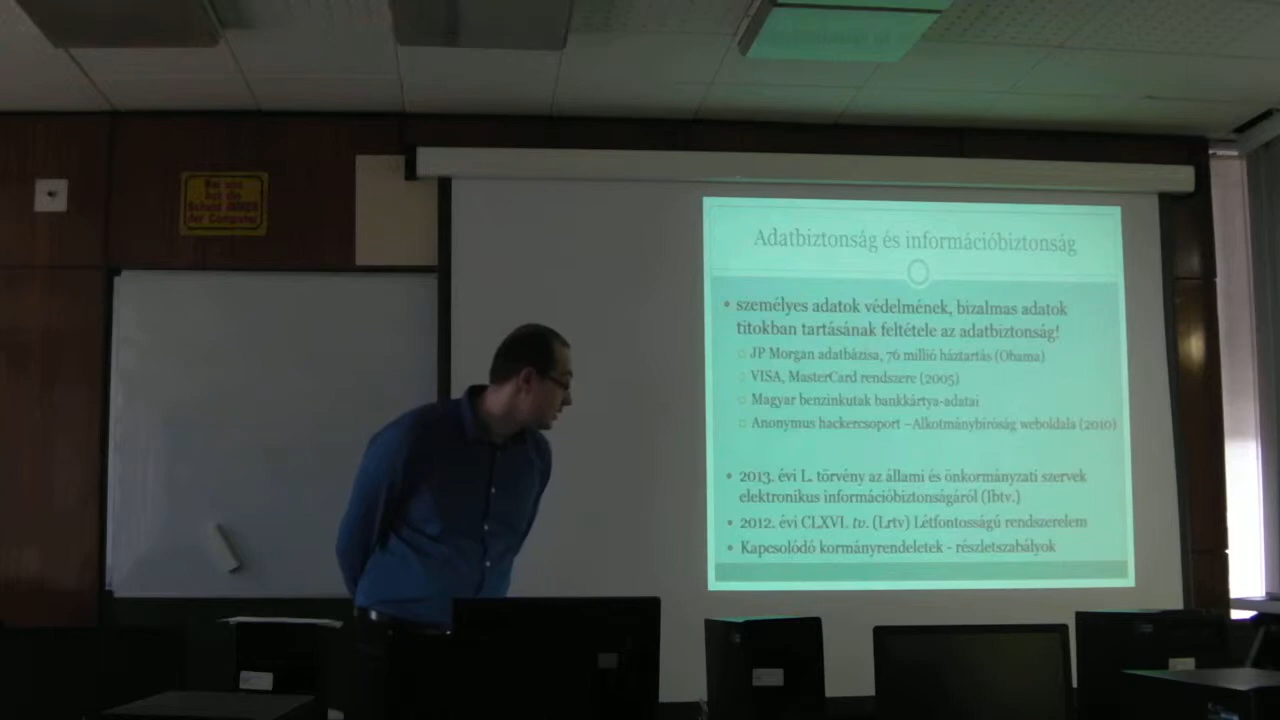 Adatbiztonság és információbiztonság
• személyes adatok védelmének, bizalmas adatok
titokban tartásának feltétele az adatbiztonság!
JP Morgan adatbázisa, 76 millió háztartás (Obama)
VISA, MasterCard rendszere (2005)
Magyar benzinkutak bankkártya-adatai
Anonymus hackercsoport –Alkotmánybíróság weboldala (2010)
• 2013. évi L. törvény az állami és önkormányzati szervek
elektronikus információbiztonságáról (Ibtv.)
• 2012. évi CLXVI. tv. (Lrtv) Létfontosságú rendszerelem
• Kapcsolódó kormányrendeletek - részletszabályok
der Computer